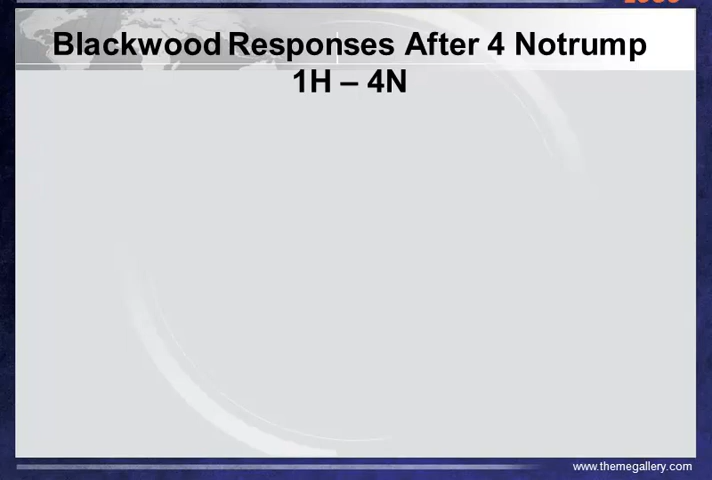 Blackwood Responses After 4 Notrump
1H – 4N
www.themegallery.com